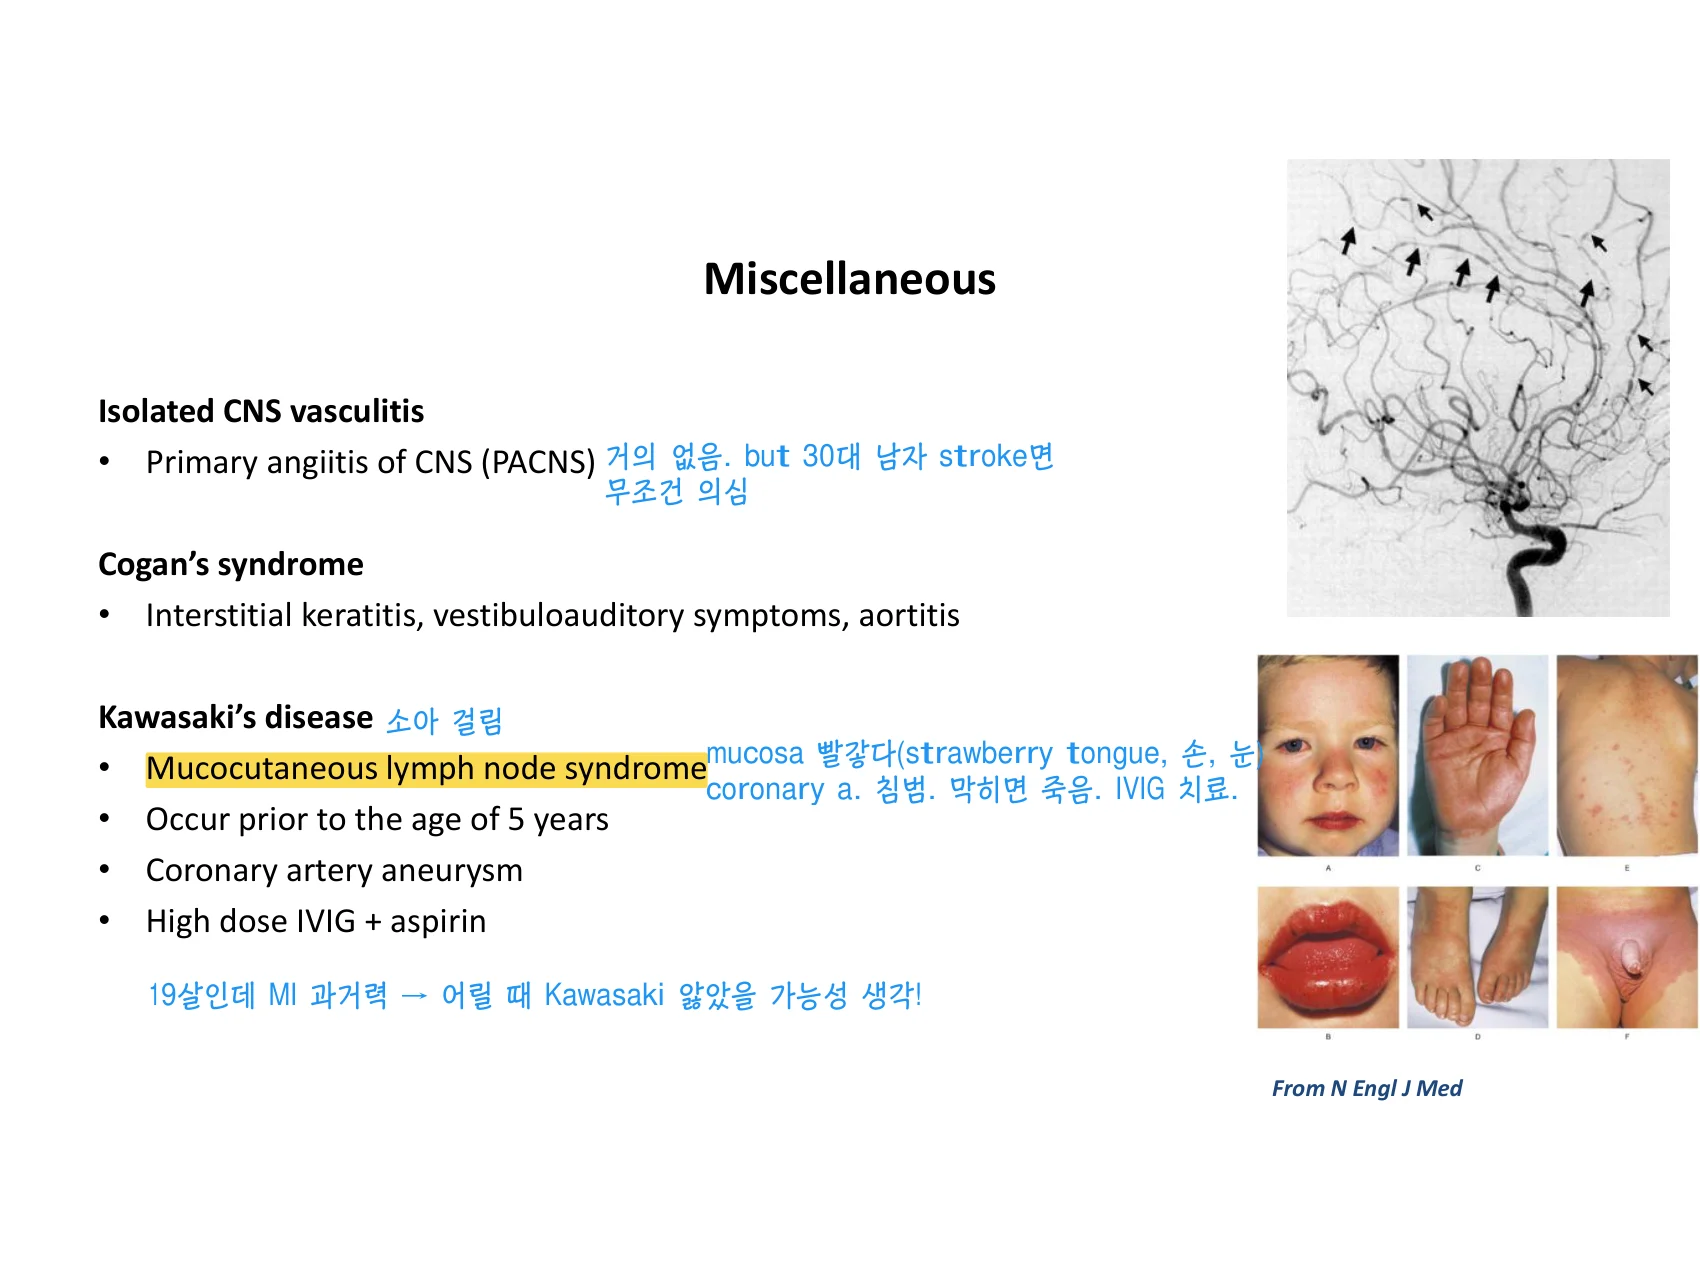 Miscellaneous
Isolated CNS vasculitis
• Primary angiitis of CNS (PACNS) 거의 없음. but 30대 남자 stroke면
무조건 의심
Cogan’s syndrome
• Interstitial keratitis, vestibuloauditory symptoms, aortitis
Kawasaki’s disease 소아 걸림
• Mucocutaneous lymph node syndrome mucosa 빨갛다(strawberry tongue, 손, 눈)
coronary a. 침범. 막히면 죽음. IVIG 치료.
• Occur prior to the age of 5 years
• Coronary artery aneurysm
• High dose IVIG + aspirin
19살인데 MI 과거력 → 어릴 때 Kawasaki 앓았을 가능성 생각!
A C E
B D F
From N Engl J Med